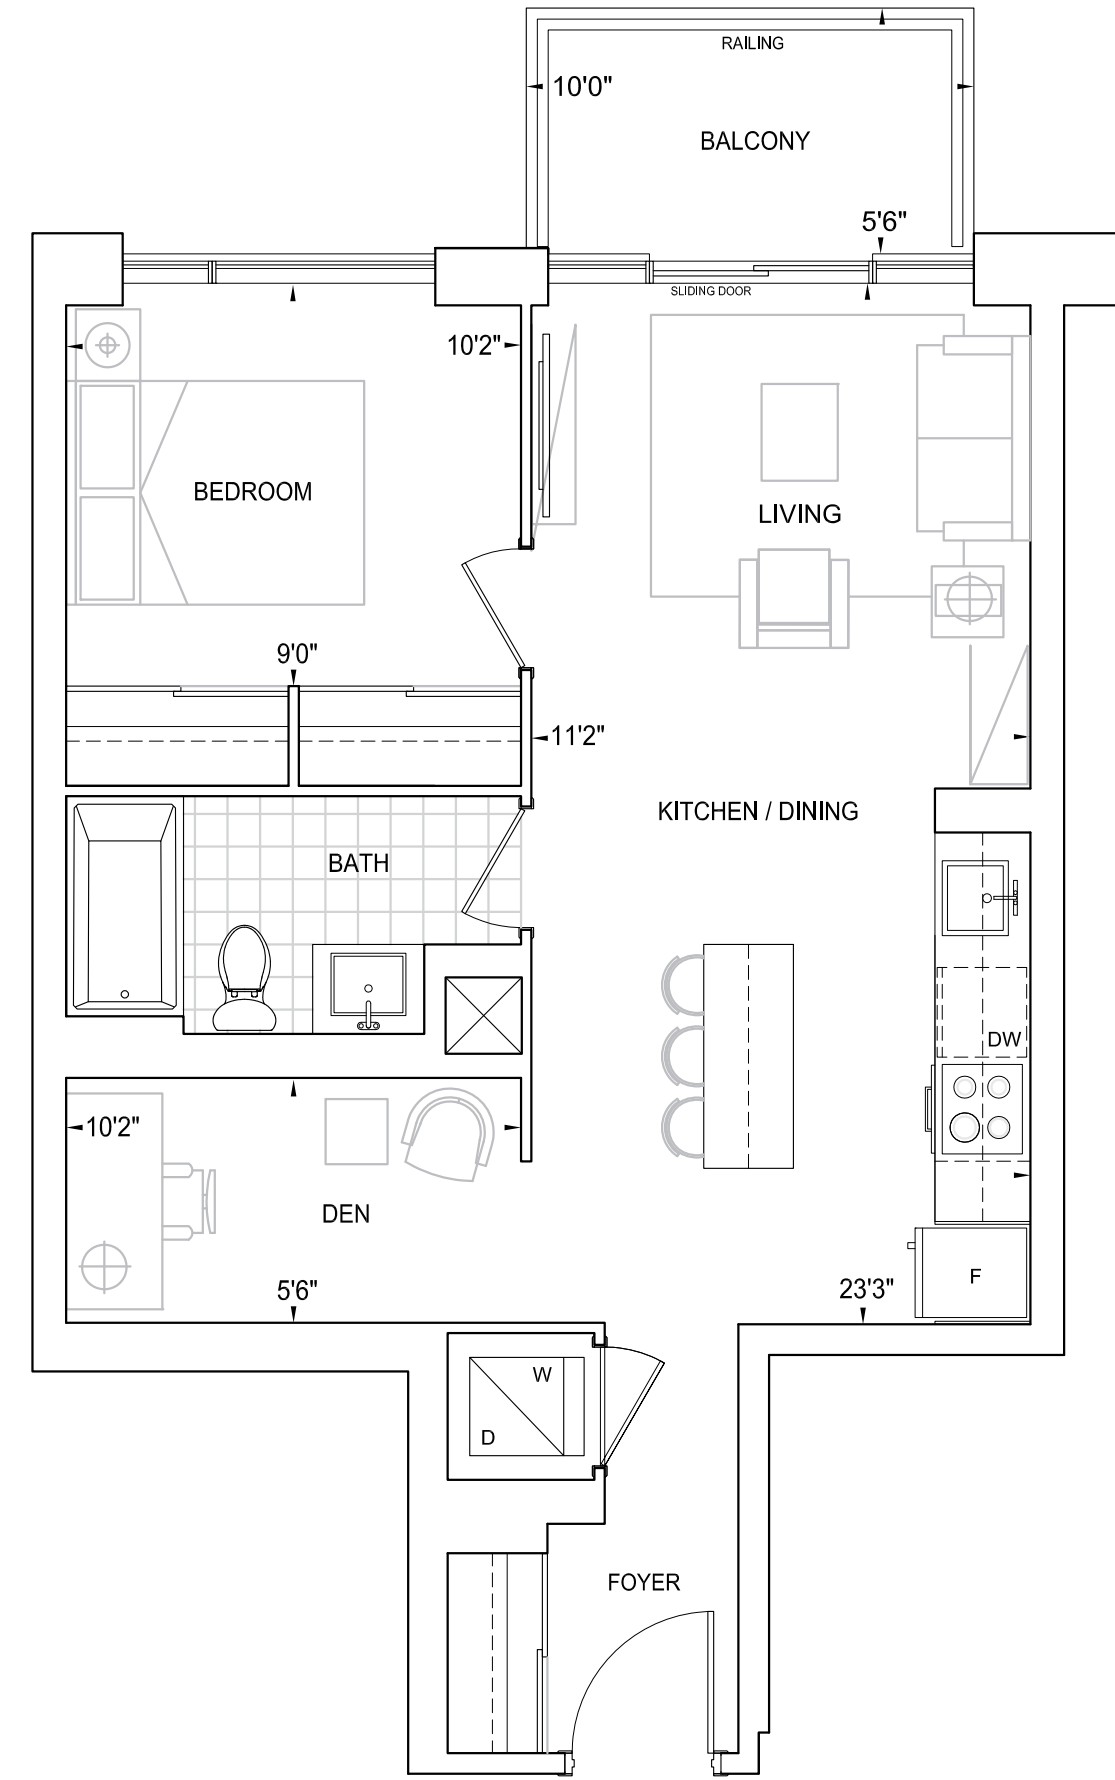 RAILING
10'0"
BALCONY
5'6"
SLIDING DOOR
10'2"
BEDROOM
LIVING
9'0"
11'2"
KITCHEN / DINING
BATH
DW
10'2"
DEN
F
5'6"
23'3"
W
D
FOYER